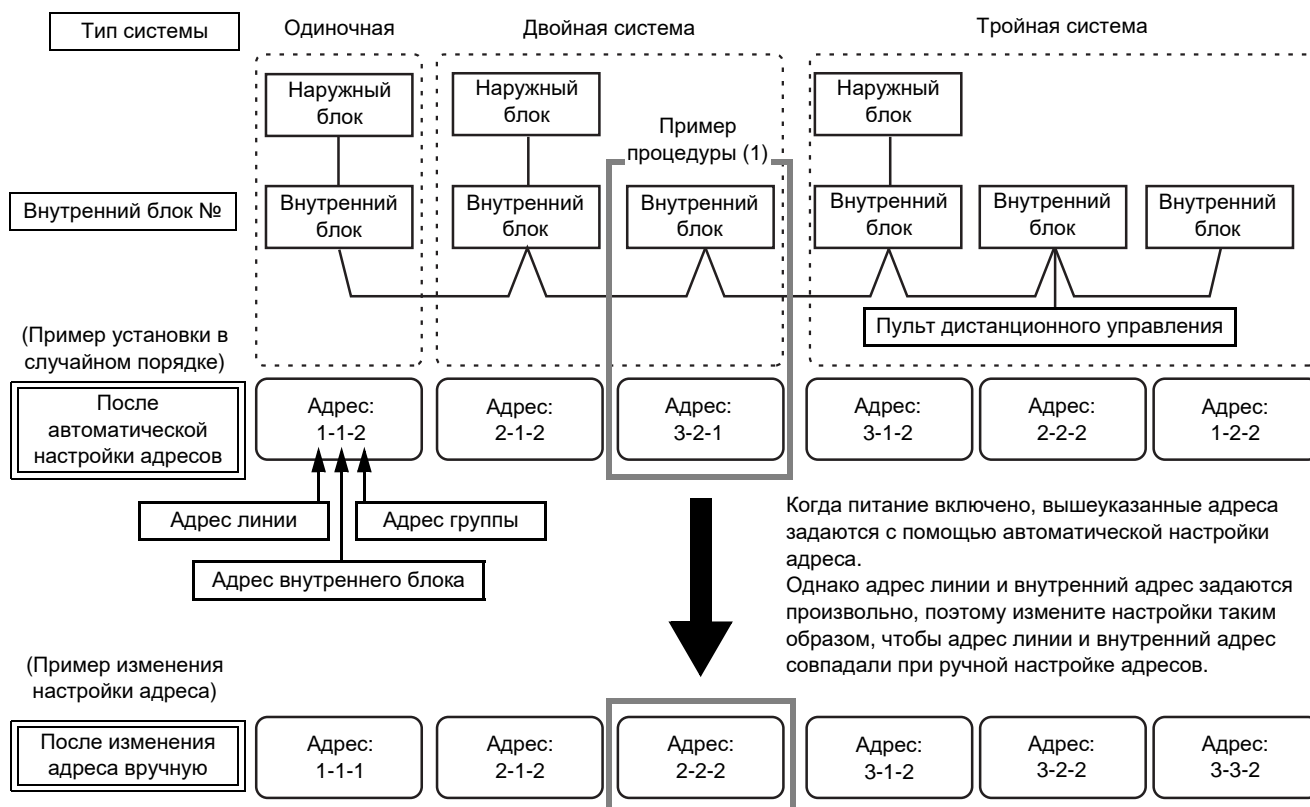 Тип системы
Одиночная
Двойная система
Тройная система
Наружный
блок
Наружный
блок
Наружный
блок
Пример
процедуры (1)
Внутренний блок №
Внутренний
блок
Внутренний
блок
Внутренний
блок
Внутренний
блок
Внутренний
блок
Внутренний
блок
Пульт дистанционного управления
(Пример установки в
случайном порядке)
После
автоматической
настройки адресов
Адрес:
1-1-2
Адрес:
2-1-2
Адрес:
3-2-1
Адрес:
3-1-2
Адрес:
2-2-2
Адрес:
1-2-2
Адрес линии
Адрес группы
Адрес внутреннего блока
Когда питание включено, вышеуказанные адреса
задаются с помощью автоматической настройки
адреса.
Однако адрес линии и внутренний адрес задаются
произвольно, поэтому измените настройки таким
образом, чтобы адрес линии и внутренний адрес
совпадали при ручной настройке адресов.
(Пример изменения
настройки адреса)
После изменения
адреса вручную
Адрес:
1-1-1
Адрес:
2-1-2
Адрес:
2-2-2
Адрес:
3-1-2
Адрес:
3-2-2
Адрес:
3-3-2